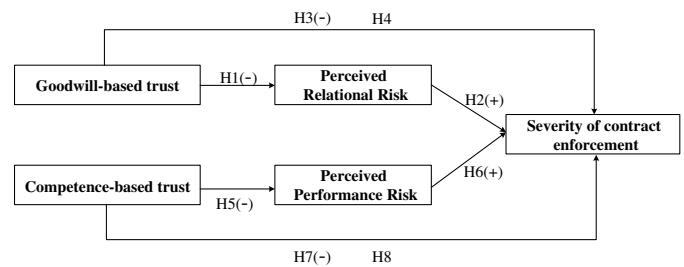 H3(-) H4
Goodwill-based trust
H1(-)
Perceived
Relational Risk
H2(+)
Severity of contract
enforcement
Competence-based trust
H5(-)
Perceived
Performance Risk
H6(+)
H7(-) H8